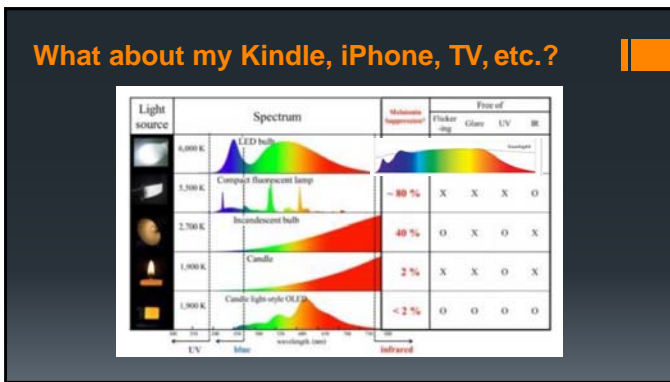 What about my Kindle, iPhone, TV, etc.?
Light source
Spectrum
Melatonin Suppression
Free of
Flicker-ing Glare UV IR
6,000 K LED bulb
Sunlight
5,500 K Compact fluorescent lamp ~ 80 % X X X O
2,700 K Incandescent bulb 40 % O X O X
1,900 K Candle 2 % X X O X
1,900 K Candle light-style OLED < 2 % O O O O
wavelength (nm)
UV blue infrared